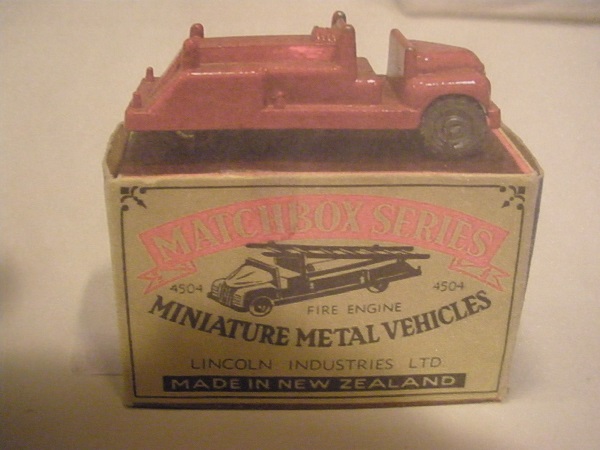 MATCHBOX SERIES
4504 4504
FIRE ENGINE
MINIATURE METAL VEHICLES
LINCOLN INDUSTRIES LTD
MADE IN NEW ZEALAND